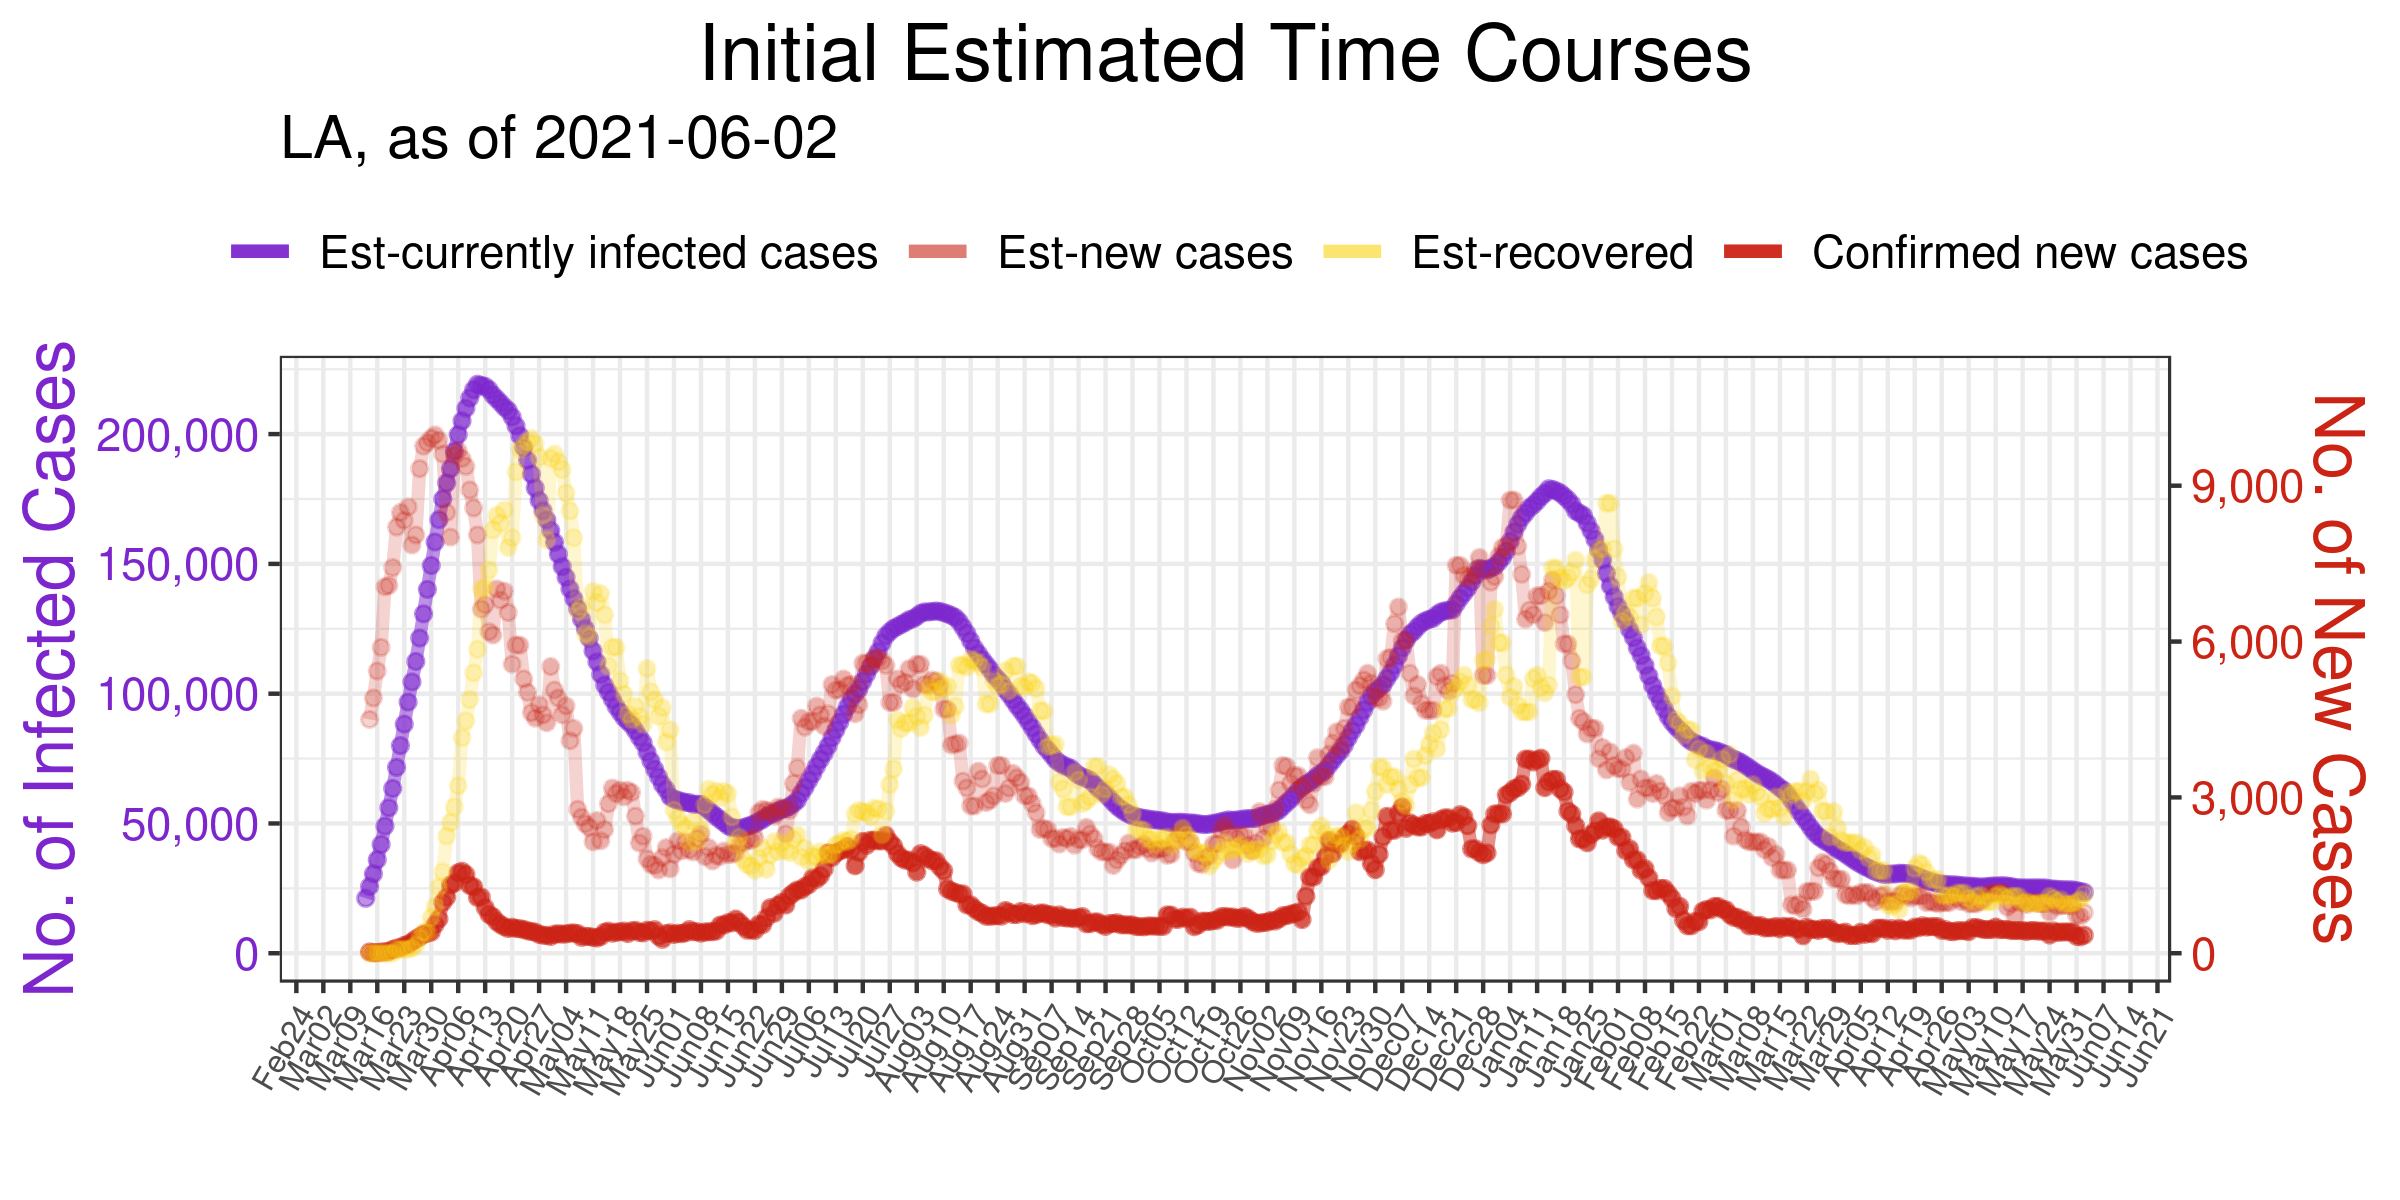 Initial Estimated Time Courses
LA, as of 2021-06-02
Est-currently infected cases Est-new cases Est-recovered Confirmed new cases
No. of Infected Cases
200,000
150,000
100,000
50,000
0
9,000
6,000
3,000
0
No. of New Cases
Feb24 Mar02 Mar09 Mar16 Mar23 Mar30 Apr06 Apr13 Apr20 Apr27 May04 May11 May18 May25 Jun01 Jun08 Jun15 Jun22 Jun29 Jul06 Jul13 Jul20 Jul27 Aug03 Aug10 Aug17 Aug24 Aug31 Sep07 Sep14 Sep21 Sep28 Oct05 Oct12 Oct19 Oct26 Nov02 Nov09 Nov16 Nov23 Nov30 Dec07 Dec14 Dec21 Dec28 Jan04 Jan11 Jan18 Jan25 Feb01 Feb08 Feb15 Feb22 Mar01 Mar08 Mar15 Mar22 Mar29 Apr05 Apr12 Apr19 Apr26 May03 May10 May17 May24 May31 Jun07 Jun14 Jun21